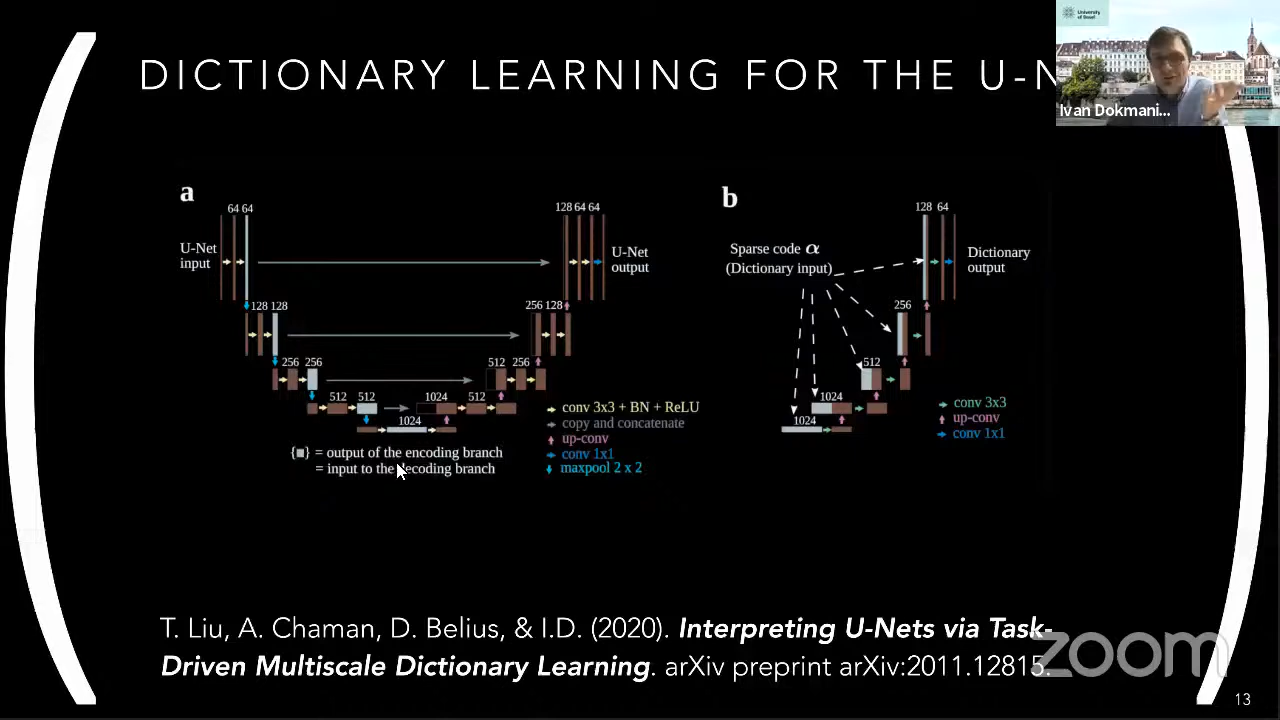 DICTIONARY LEARNING FOR THE U-N
University
of Basel
Ivan Dokmani...
a
64 64
U-Net
input
128 64 64
U-Net
output
128 128
256 128
256 256
512 256
512 512
1024 512
1024
{■} = output of the encoding branch
= input to the decoding branch
conv 3x3 + BN + ReLU
copy and concatenate
up-conv
conv 1x1
maxpool 2 x 2
b
Sparse code α
(Dictionary input)
128 64
Dictionary
output
256
512
1024
1024
conv 3x3
up-conv
conv 1x1
T. Liu, A. Chaman, D. Belius, & I.D. (2020). Interpreting U-Nets via Task-
Driven Multiscale Dictionary Learning. arXiv preprint arXiv:2011.12815.
zoom
13